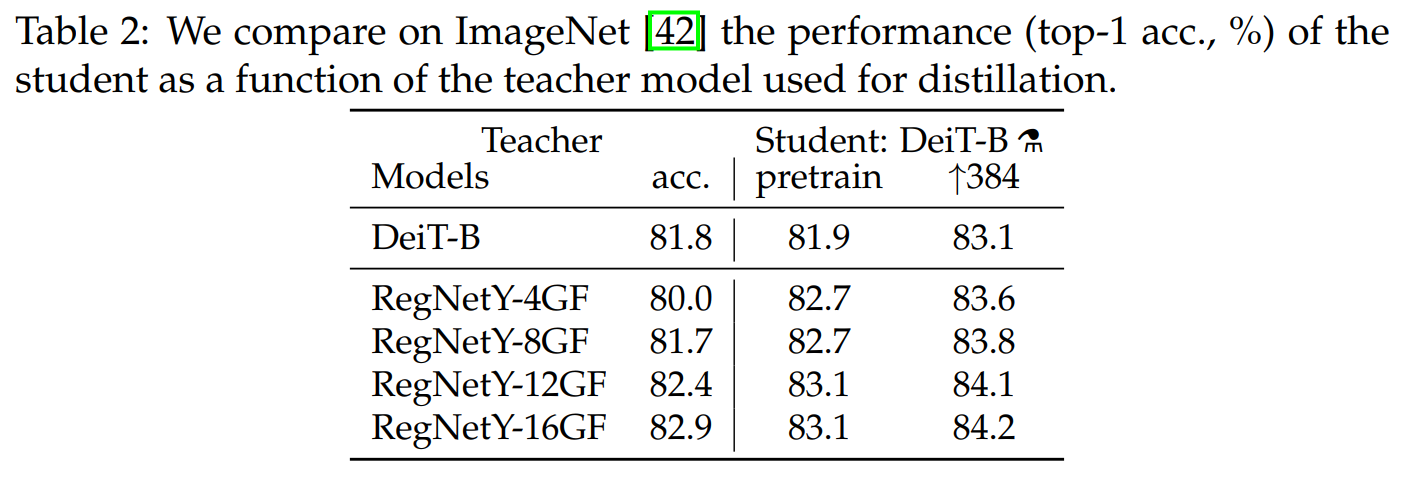 Table 2: We compare on ImageNet [42] the performance (top-1 acc., %) of the
student as a function of the teacher model used for distillation.
Teacher Student: DeiT-B ⚗
Models acc. pretrain ↑384
DeiT-B 81.8 81.9 83.1
RegNetY-4GF 80.0 82.7 83.6
RegNetY-8GF 81.7 82.7 83.8
RegNetY-12GF 82.4 83.1 84.1
RegNetY-16GF 82.9 83.1 84.2